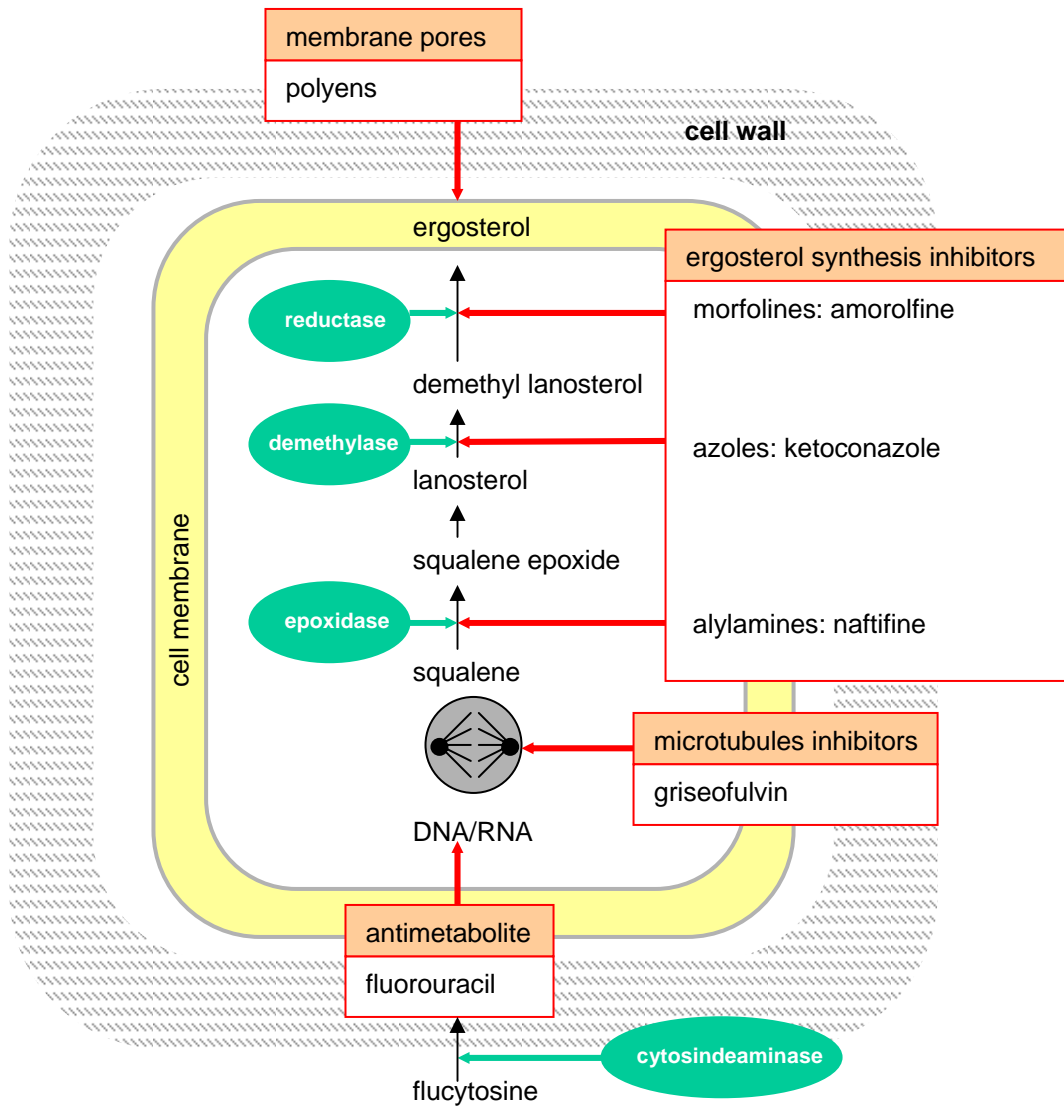 membrane pores
polyens
cell wall
ergosterol
ergosterol synthesis inhibitors
reductase
morfolines: amorolfine
demethyl lanosterol
demethylase
azoles: ketoconazole
lanosterol
cell membrane
squalene epoxide
epoxidase
alylamines: naftifine
squalene
microtubules inhibitors
griseofulvin
DNA/RNA
antimetabolite
fluorouracil
cytosindeaminase
flucytosine